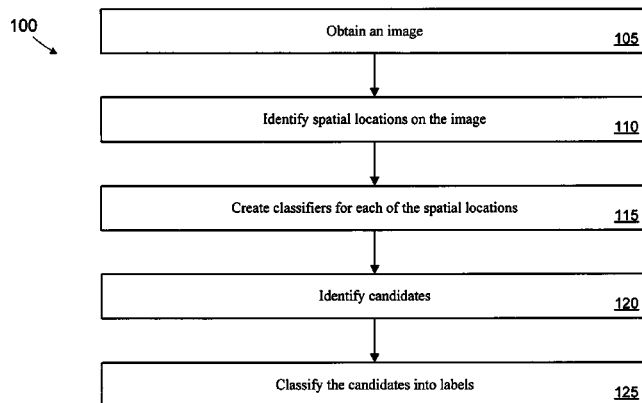 100
Obtain an image
105
Identify spatial locations on the image
110
Create classifiers for each of the spatial locations
115
Identify candidates
120
Classify the candidates into labels
125